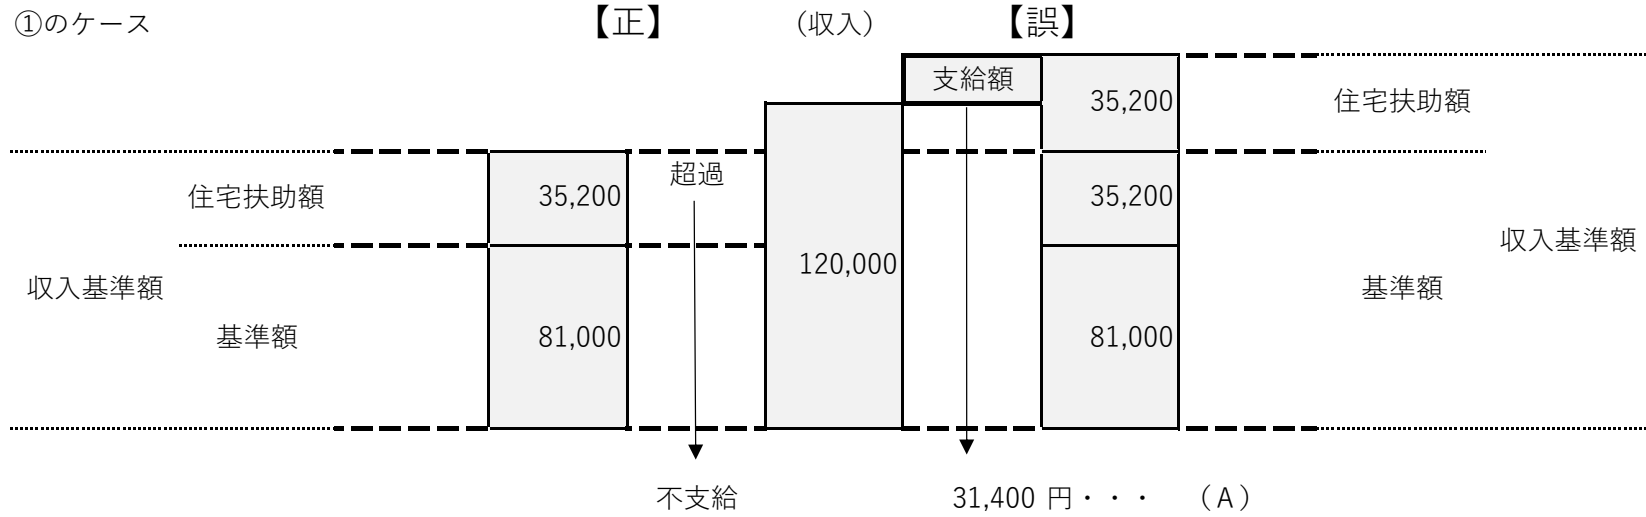 ①のケース 【正】 （収入） 【誤】
支給額
35,200 住宅扶助額
超過
住宅扶助額 35,200 35,200
収入基準額
120,000
収入基準額 基準額
基準額 81,000 81,000
不支給 31,400 円・・・ （Ａ）